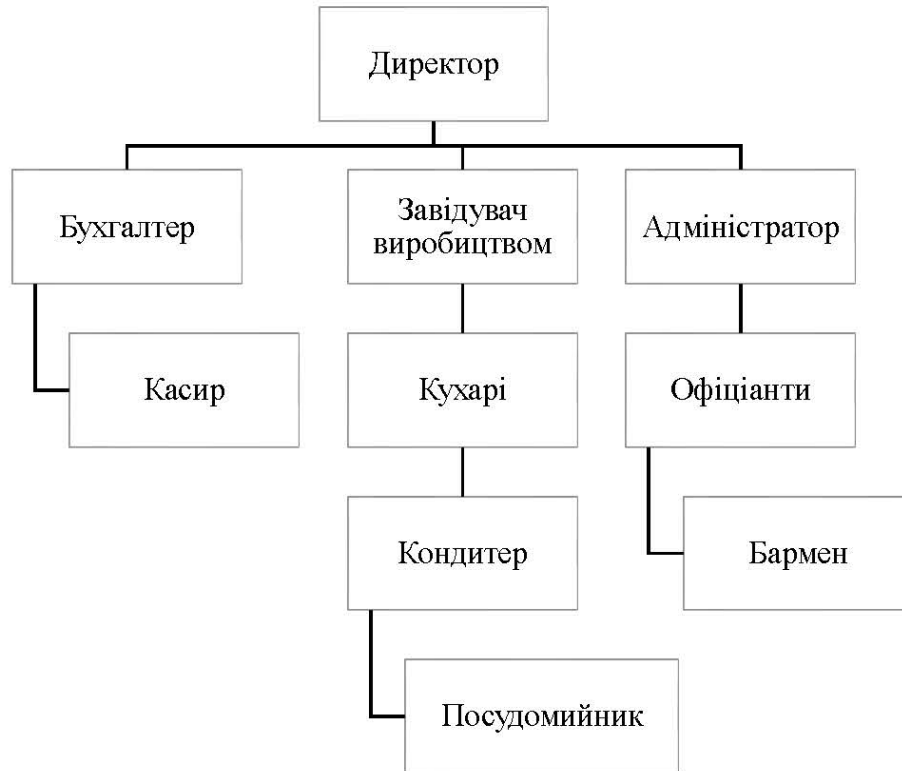 Директор
Бухгалтер
Завідувач
виробництвом
Адміністратор
Касир
Кухарі
Офіціанти
Кондитер
Бармен
Посудомийник